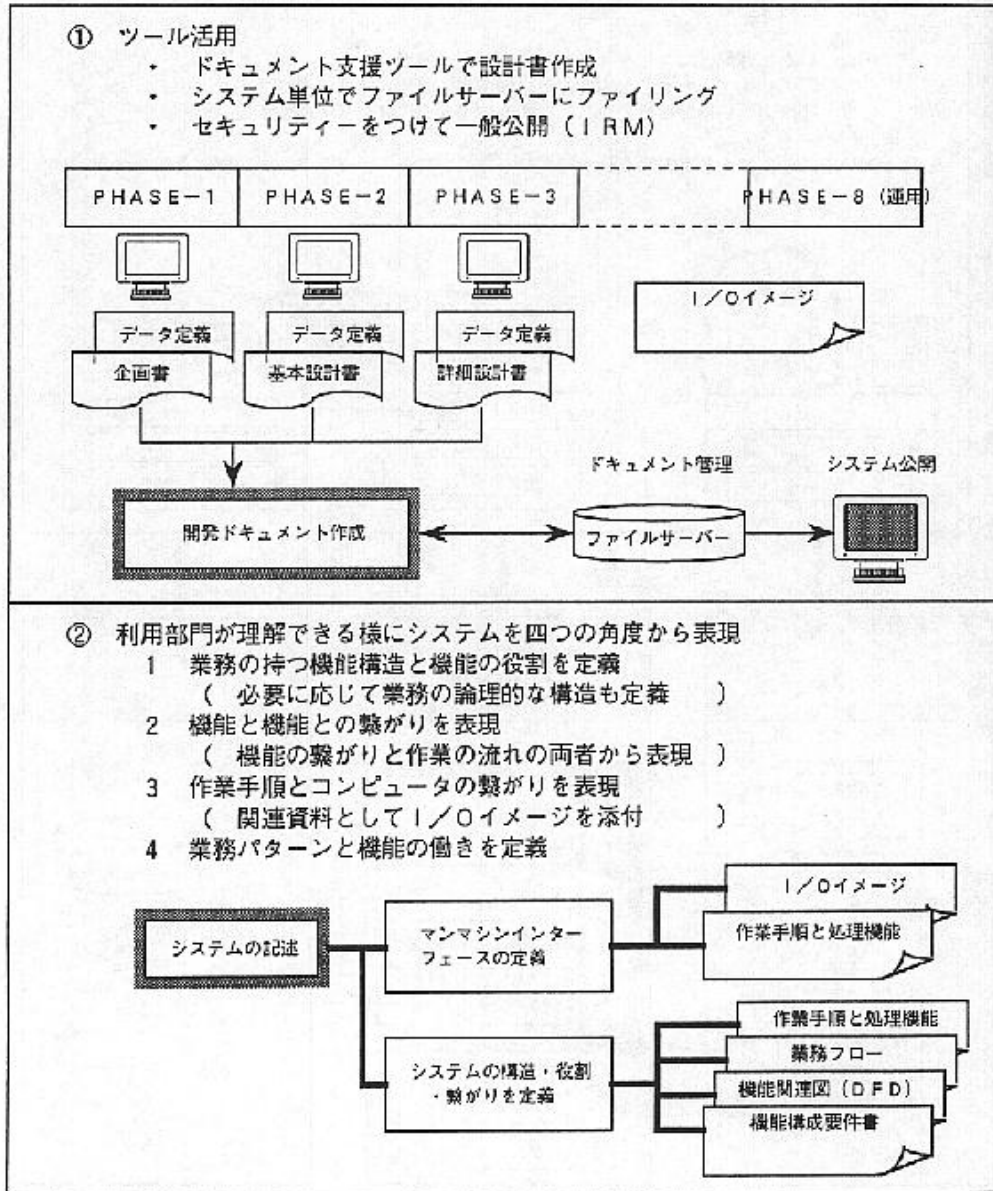 ① ツール活用
・ ドキュメント支援ツールで設計書作成
・ システム単位でファイルサーバーにファイリング
・ セキュリティーをつけて一般公開（IRM）
PHASE－1 PHASE－2 PHASE－3 PHASE－8（運用）
I／Oイメージ
データ定義 データ定義 データ定義
企画書 基本設計書 詳細設計書
ドキュメント管理 システム公開
開発ドキュメント作成 ファイルサーバー
② 利用部門が理解できる様にシステムを四つの角度から表現
1 業務の持つ機能構造と機能の役割を定義
（ 必要に応じて業務の論理的な構造も定義 ）
2 機能と機能との繋がりを表現
（ 機能の繋がりと作業の流れの両者から表現 ）
3 作業手順とコンピュータの繋がりを表現
（ 関連資料としてI／Oイメージを添付 ）
4 業務パターンと機能の働きを定義
I／Oイメージ
システムの記述
マンマシンインター
フェースの定義
作業手順と処理機能
作業手順と処理機能
業務フロー
システムの構造・役割
・繋がりを定義
機能関連図（DFD）
機能構成要件書